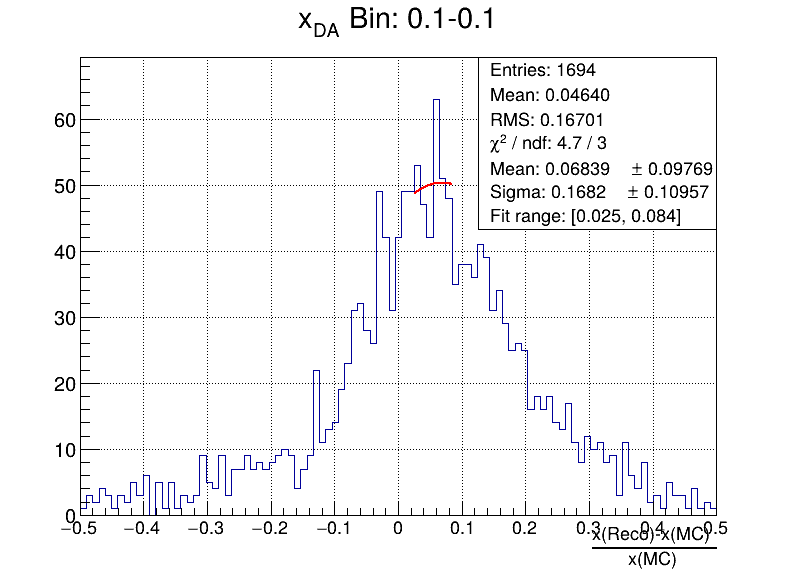 xDA Bin: 0.1-0.1
Entries: 1694
Mean: 0.04640
RMS: 0.16701
χ2 / ndf: 4.7 / 3
Mean: 0.06839 ± 0.09769
Sigma: 0.1682 ± 0.10957
Fit range: [0.025, 0.084]
60
50
40
30
20
10
0
−0.5 −0.4 −0.3 −0.2 −0.1 0 0.1 0.2 0.3 0.4 0.5
x(Reco)-x(MC)
x(MC)